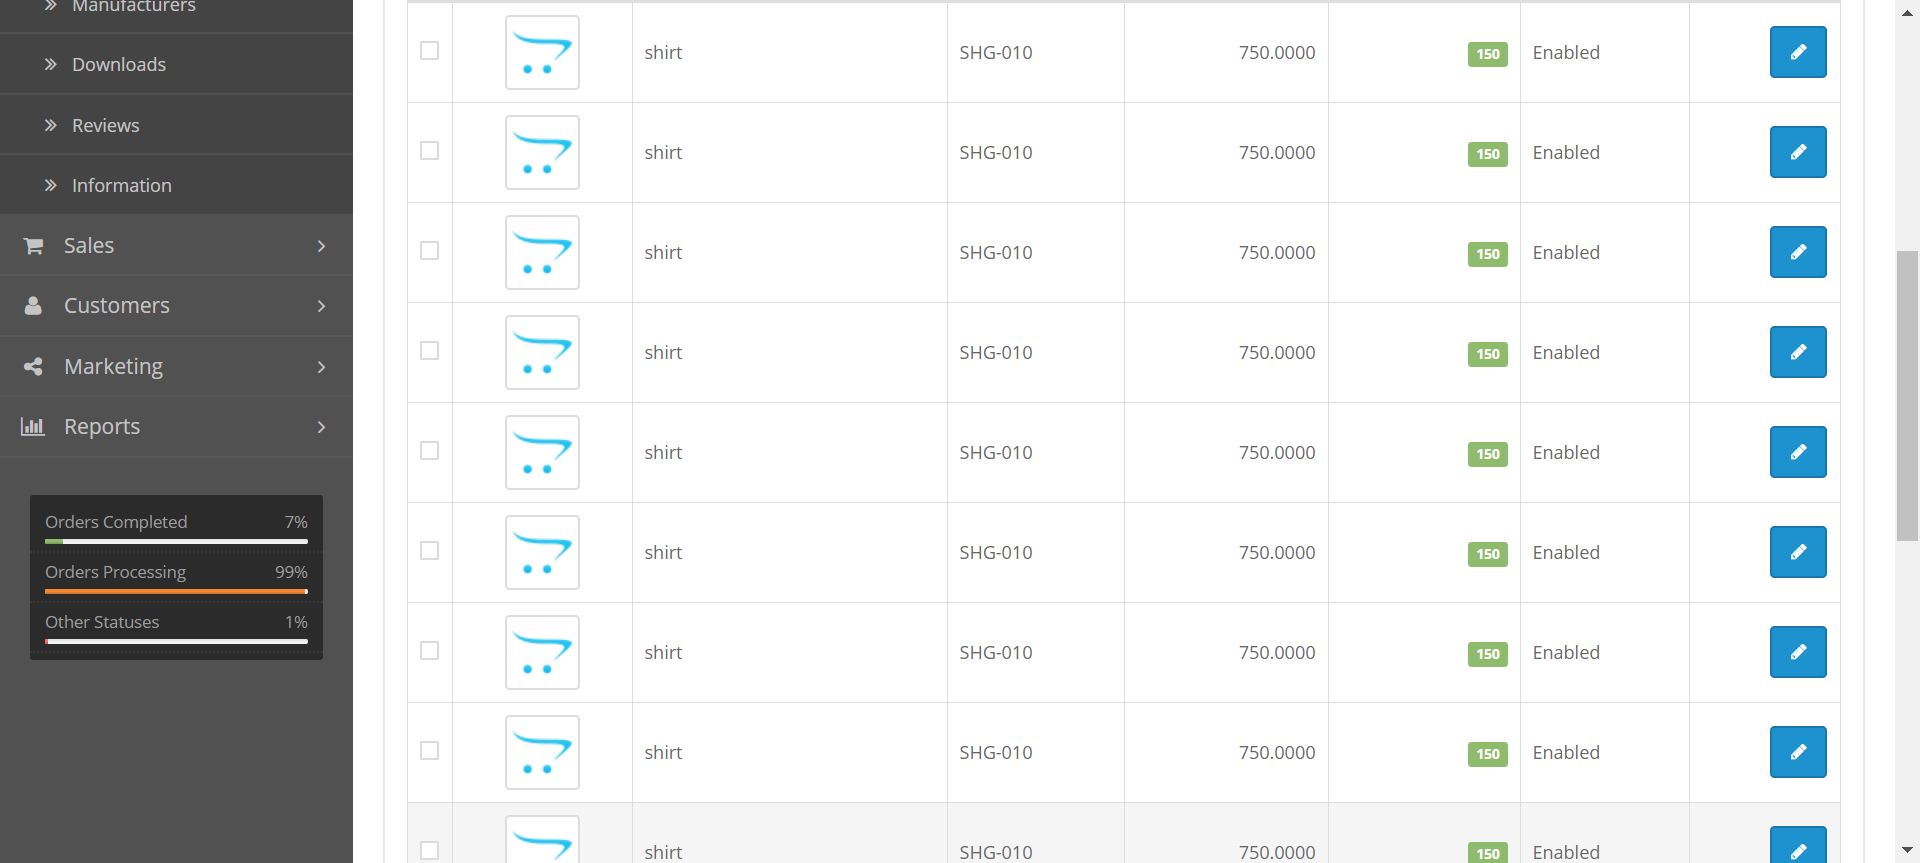 Manufacturers
Downloads
Reviews
Information
Sales
Customers
Marketing
Reports
Orders Completed 7%
Orders Processing 99%
Other Statuses 1%
shirt SHG-010 750.0000 150 Enabled
shirt SHG-010 750.0000 150 Enabled
shirt SHG-010 750.0000 150 Enabled
shirt SHG-010 750.0000 150 Enabled
shirt SHG-010 750.0000 150 Enabled
shirt SHG-010 750.0000 150 Enabled
shirt SHG-010 750.0000 150 Enabled
shirt SHG-010 750.0000 150 Enabled
shirt SHG-010 750.0000 150 Enabled